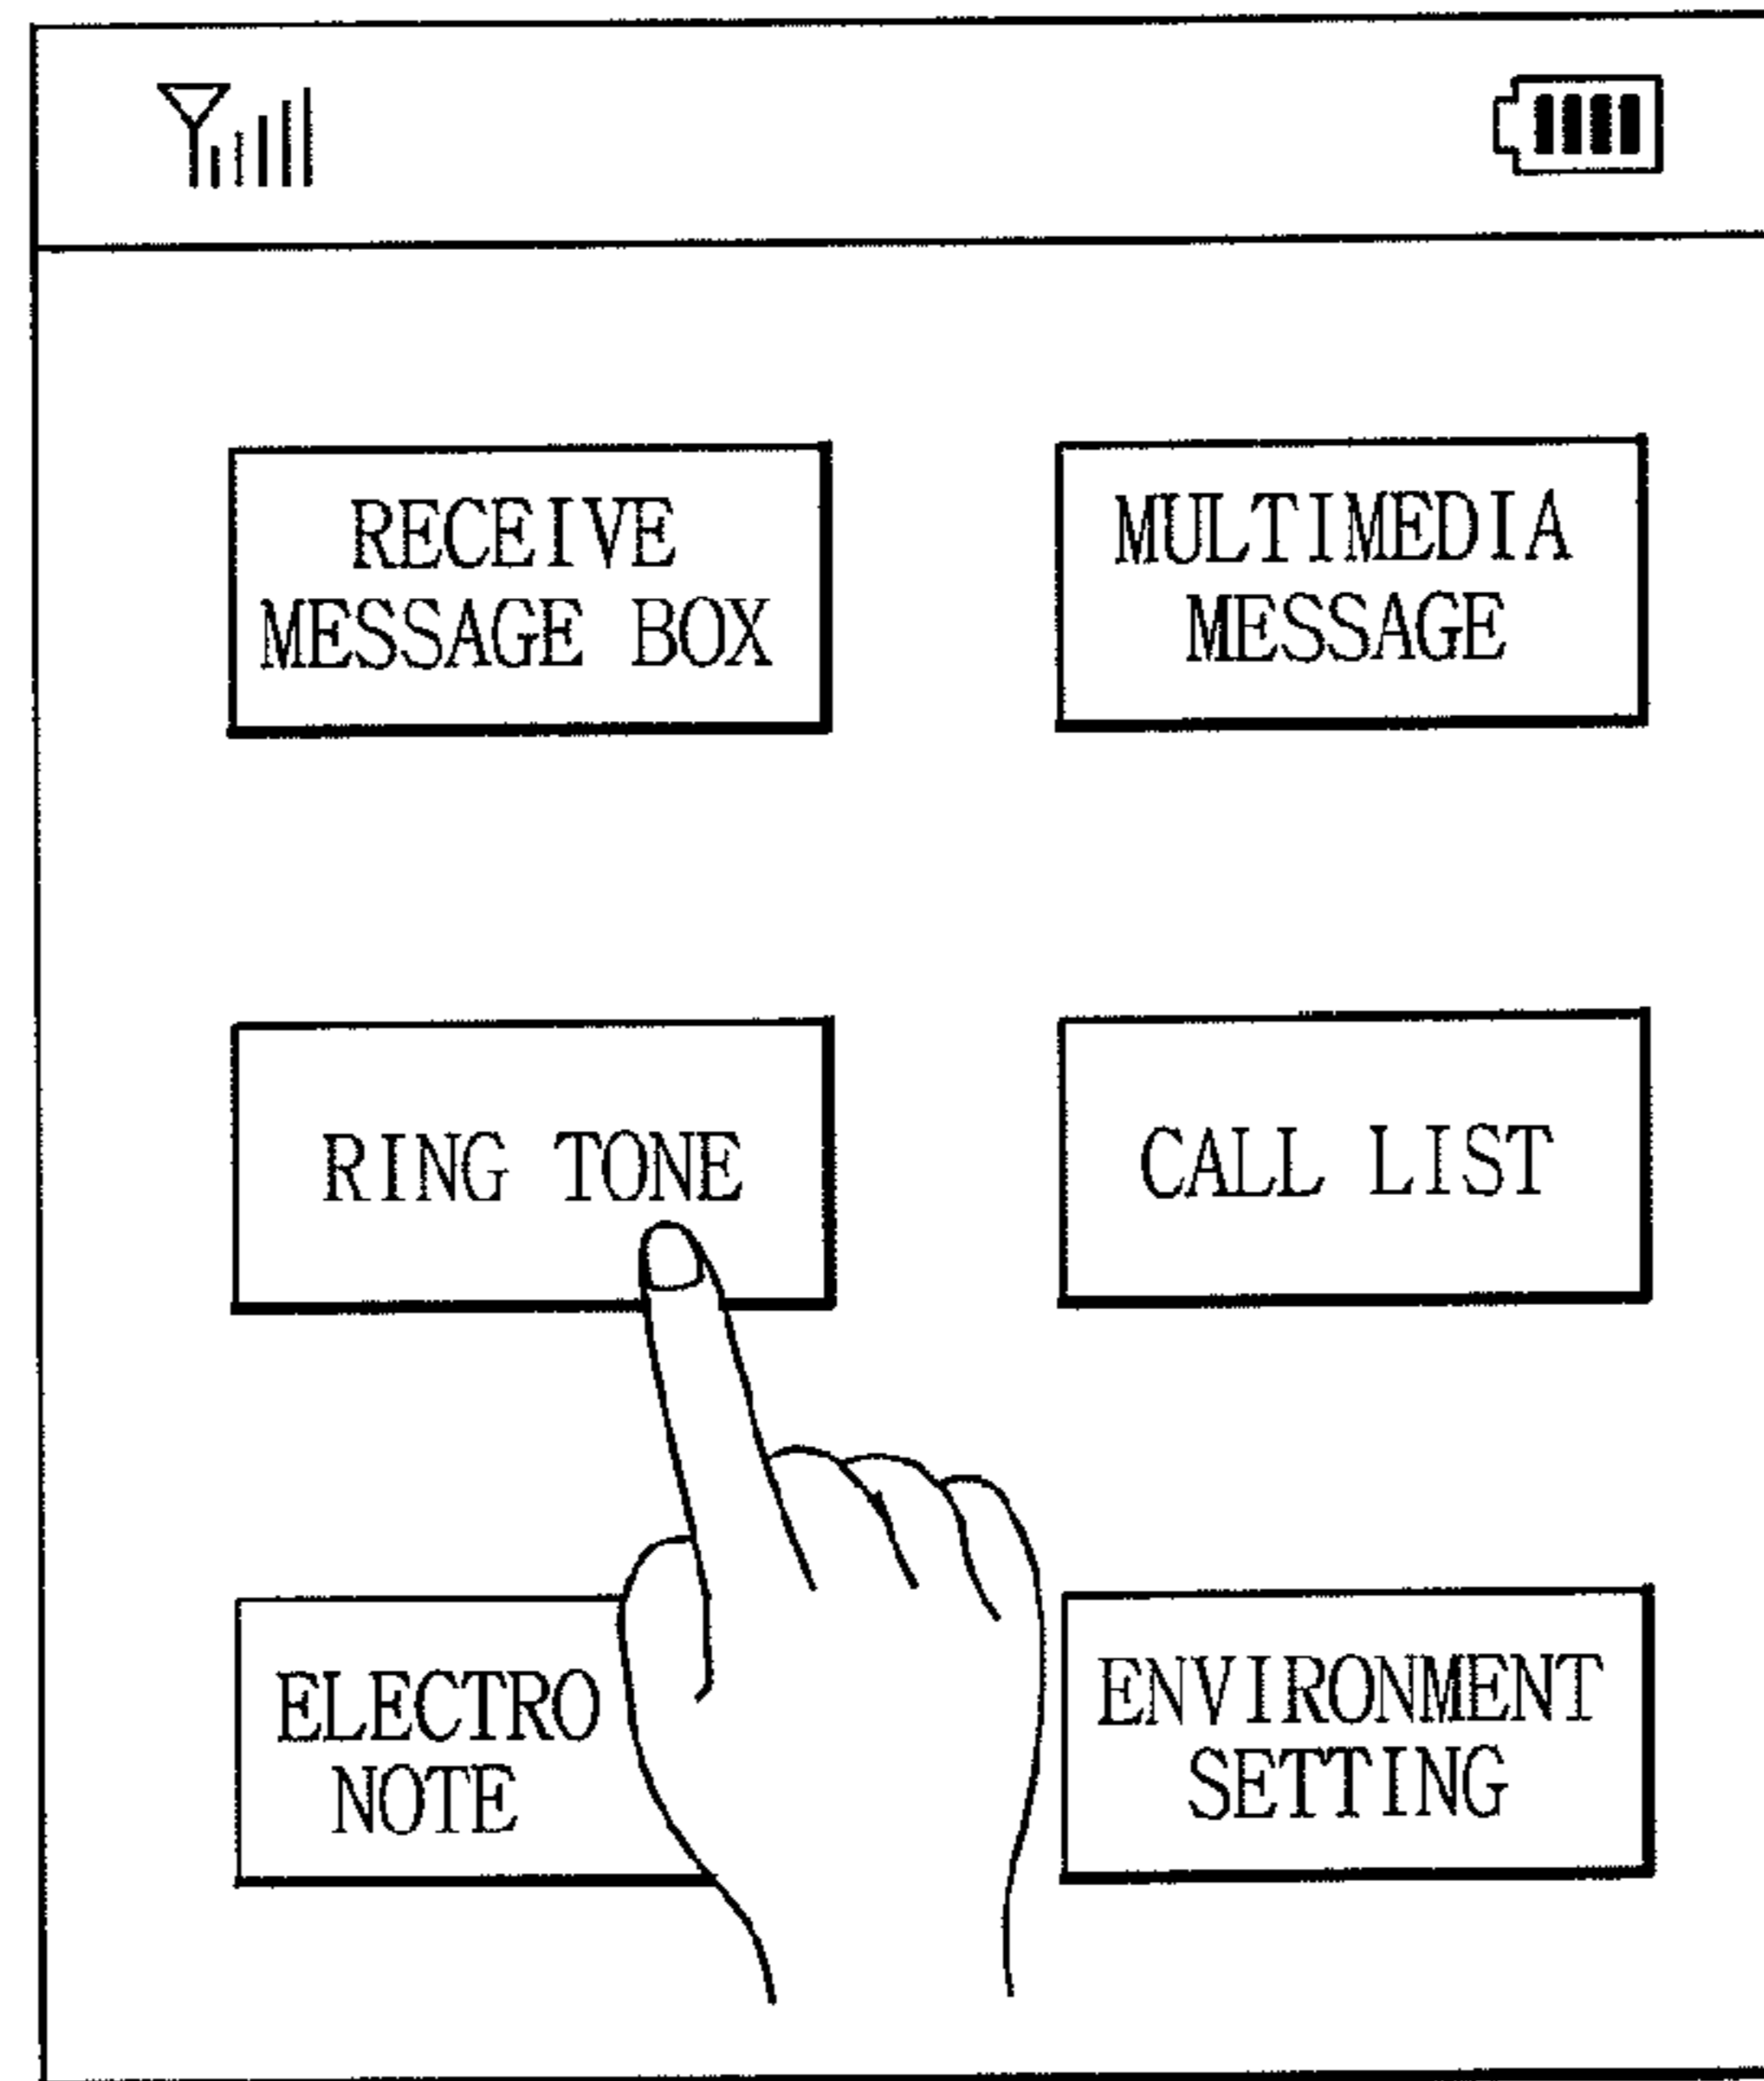 RECEIVE
MESSAGE BOX
MULTIMEDIA
MESSAGE
RING TONE
CALL LIST
ELECTRO
NOTE
ENVIRONMENT
SETTING